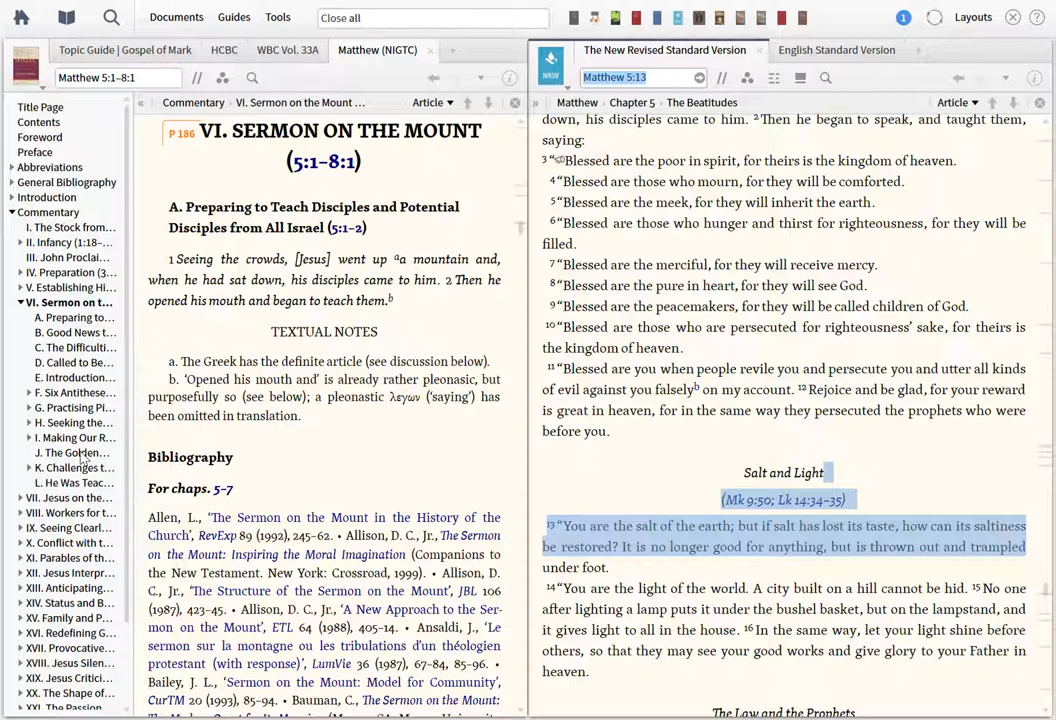 Documents Guides Tools Close all 1 Layouts
Topic Guide | Gospel of Mark HCBC WBC Vol. 33A Matthew (NIGTC) The New Revised Standard Version English Standard Version
Matthew 5:1–8:1 NRSV Matthew 5:13
Title Page
Contents
Foreword
Preface
Abbreviations
General Bibliography
Introduction
Commentary
I. The Stock from...
II. Infancy (1:18–...
III. John Proclai...
IV. Preparation (3...
V. Establishing Hi...
VI. Sermon on t...
A. Preparing to...
B. Good News t...
C. The Difficulti...
D. Called to Be...
E. Introduction...
F. Six Antithese...
G. Practising Pi...
H. Seeking the...
I. Making Our R...
J. The Golden...
K. Challenges t...
L. He Was Teac...
VII. Jesus on the...
VIII. Workers for t...
IX. Seeing Clearl...
X. Conflict with t...
XI. Parables of th...
XII. Jesus Interpr...
XIII. Anticipating...
XIV. Status and B...
XV. Family and P...
XVI. Redefining G...
XVII. Provocative...
XVIII. Jesus Silen...
XIX. Jesus Critici...
XX. The Shape of...
XXI. The Passion
Commentary › VI. Sermon on the Mount ... Article
P 186 VI. SERMON ON THE MOUNT
(5:1–8:1)
A. Preparing to Teach Disciples and Potential
Disciples from All Israel (5:1–2)
1 Seeing the crowds, [Jesus] went up ᵃa mountain and,
when he had sat down, his disciples came to him. 2 Then he
opened his mouth and began to teach them.ᵇ
TEXTUAL NOTES
a. The Greek has the definite article (see discussion below).
b. ‘Opened his mouth and’ is already rather pleonastic, but
purposefully so (see below); a pleonastic λεγων (‘saying’) has
been omitted in translation.
Bibliography
For chaps. 5–7
Allen, L., ‘The Sermon on the Mount in the History of the
Church’, RevExp 89 (1992), 245–62. • Allison, D. C., Jr., The Sermon
on the Mount: Inspiring the Moral Imagination (Companions to
the New Testament. New York: Crossroad, 1999). • Allison, D.
C., Jr., ‘The Structure of the Sermon on the Mount’, JBL 106
(1987), 423–45. • Allison, D. C., Jr., ‘A New Approach to the Ser-
mon on the Mount’, ETL 64 (1988), 405–14. • Ansaldi, J., ‘Le
sermon sur la montagne ou les tribulations d’un théologien
protestant (with response)’, LumVie 36 (1987), 67–84, 85–96. •
Bailey, J. L., ‘Sermon on the Mount: Model for Community’,
CurTM 20 (1993), 85–94. • Bauman, C., The Sermon on the Mount:
Matthew › Chapter 5 › The Beatitudes Article
down, his disciples came to him. ²Then he began to speak, and taught them,
saying:
³“Blessed are the poor in spirit, for theirs is the kingdom of heaven.
⁴“Blessed are those who mourn, for they will be comforted.
⁵“Blessed are the meek, for they will inherit the earth.
⁶“Blessed are those who hunger and thirst for righteousness, for they will be
filled.
⁷“Blessed are the merciful, for they will receive mercy.
⁸“Blessed are the pure in heart, for they will see God.
⁹“Blessed are the peacemakers, for they will be called children of God.
¹⁰“Blessed are those who are persecuted for righteousness’ sake, for theirs is
the kingdom of heaven.
¹¹“Blessed are you when people revile you and persecute you and utter all kinds
of evil against you falselyᵇ on my account. ¹²Rejoice and be glad, for your reward
is great in heaven, for in the same way they persecuted the prophets who were
before you.
Salt and Light
(Mk 9:50; Lk 14:34–35)
¹³“You are the salt of the earth; but if salt has lost its taste, how can its saltiness
be restored? It is no longer good for anything, but is thrown out and trampled
under foot.
¹⁴“You are the light of the world. A city built on a hill cannot be hid. ¹⁵No one
after lighting a lamp puts it under the bushel basket, but on the lampstand, and
it gives light to all in the house. ¹⁶In the same way, let your light shine before
others, so that they may see your good works and give glory to your Father in
heaven.
The Law and the Prophets